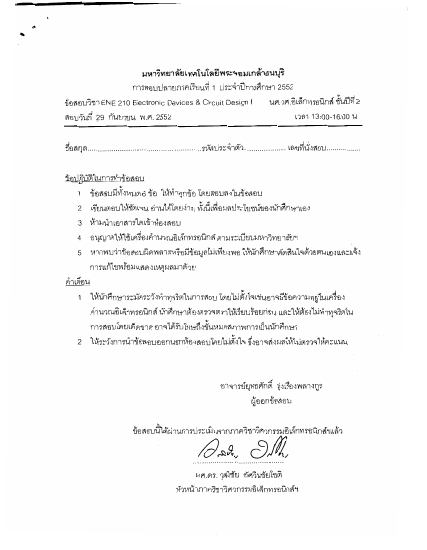 มหาวิทยาลัยเทคโนโลยีพระจอมเกล้าธนบุรี
การสอบปลายภาคเรียนที่ 1 ประจำปีการศึกษา 2552
ข้อสอบวิชา ENE 210 Electronic Devices & Circuit Design I นศ.วศ.อิเล็กทรอนิกส์ ชั้นปีที่ 2
สอบวันที่ 29 กันยายน พ.ศ. 2552 เวลา 13:00-16:00 น
ชื่อสกุล..................................................รหัสประจำตัว.................. เลขที่นั่งสอบ................
ข้อปฏิบัติในการทำข้อสอบ
1 ข้อสอบมีทั้งหมด 6 ข้อ ให้ทำทุกข้อ โดยตอบลงในข้อสอบ
2 เขียนตอบให้ชัดเจน อ่านได้โดยง่าย ทั้งนี้เพื่อผลประโยชน์ของนักศึกษาเอง
3 ห้ามนำเอกสารใดเข้าห้องสอบ
4 อนุญาตให้ใช้เครื่องคำนวณอิเล็กทรอนิกส์ ตามระเบียบมหาวิทยาลัยฯ
5 หากพบว่าข้อสอบผิดพลาดหรือมีข้อมูลไม่เพียงพอ ให้นักศึกษาตัดสินใจด้วยตนเองและแจ้ง
การแก้ไขพร้อมแสดงเหตุผลมาด้วย
คำเตือน
1 ให้นักศึกษาระมัดระวังทำทุจริตในการสอบ โดยไม่ตั้งใจเช่นอาจมีข้อความอยู่ในเครื่อง
คำนวณอิเล็กทรอนิกส์ นักศึกษาต้องตรวจตราให้เรียบร้อยก่อน และให้ต้องไม่ทำทุจริตใน
การสอบโดยเด็ดขาด อาจได้รับโทษถึงขั้นหมดสภาพการเป็นนักศึกษา
2 ให้ระวังการนำข้อสอบออกนอกห้องสอบโดยไม่ตั้งใจ ซึ่งอาจส่งผลให้ไม่ตรวจให้คะแนน
อาจารย์ยุทธศักดิ์ รุ่งเรืองพลางกูร
ผู้ออกข้อสอบ
ข้อสอบนี้ได้ผ่านการประเมินจากภาควิชาวิศวกรรมอิเล็กทรอนิกส์ฯแล้ว
ผศ.ดร. วุฒิชัย อัศวินชัยโชติ
หัวหน้าภาควิชาวิศวกรรมอิเล็กทรอนิกส์ฯ